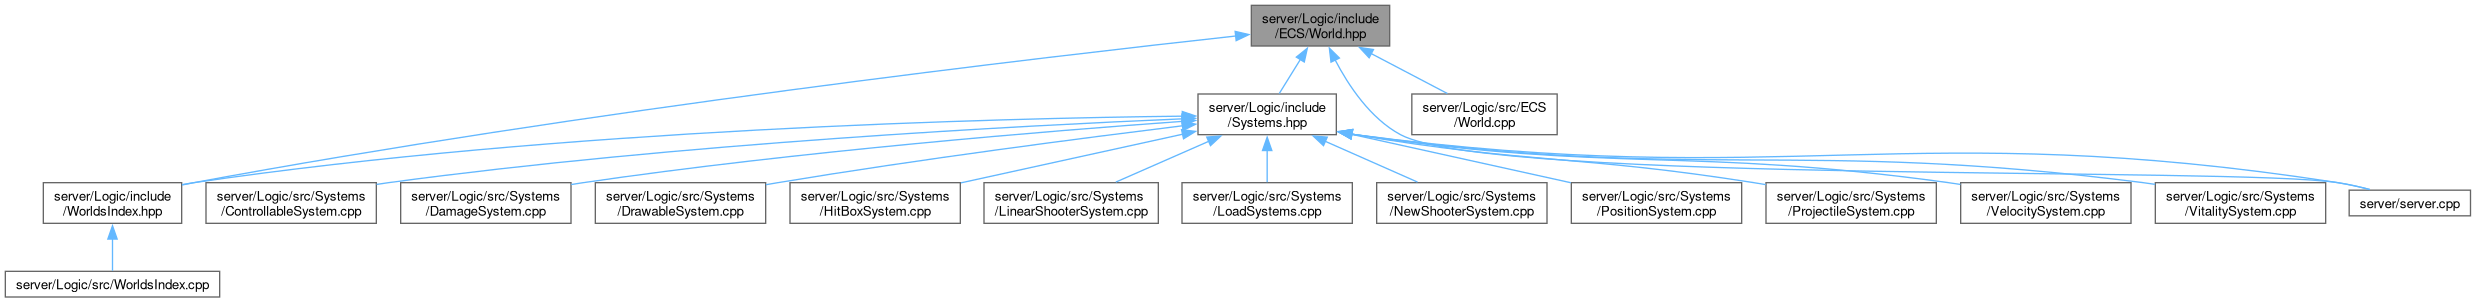 server/Logic/include
/ECS/World.hpp
server/Logic/include
/Systems.hpp
server/Logic/src/ECS
/World.cpp
server/Logic/include
/WorldsIndex.hpp
server/Logic/src/Systems
/ControllableSystem.cpp
server/Logic/src/Systems
/DamageSystem.cpp
server/Logic/src/Systems
/DrawableSystem.cpp
server/Logic/src/Systems
/HitBoxSystem.cpp
server/Logic/src/Systems
/LinearShooterSystem.cpp
server/Logic/src/Systems
/LoadSystems.cpp
server/Logic/src/Systems
/NewShooterSystem.cpp
server/Logic/src/Systems
/PositionSystem.cpp
server/Logic/src/Systems
/ProjectileSystem.cpp
server/Logic/src/Systems
/VelocitySystem.cpp
server/Logic/src/Systems
/VitalitySystem.cpp
server/server.cpp
server/Logic/src/WorldsIndex.cpp